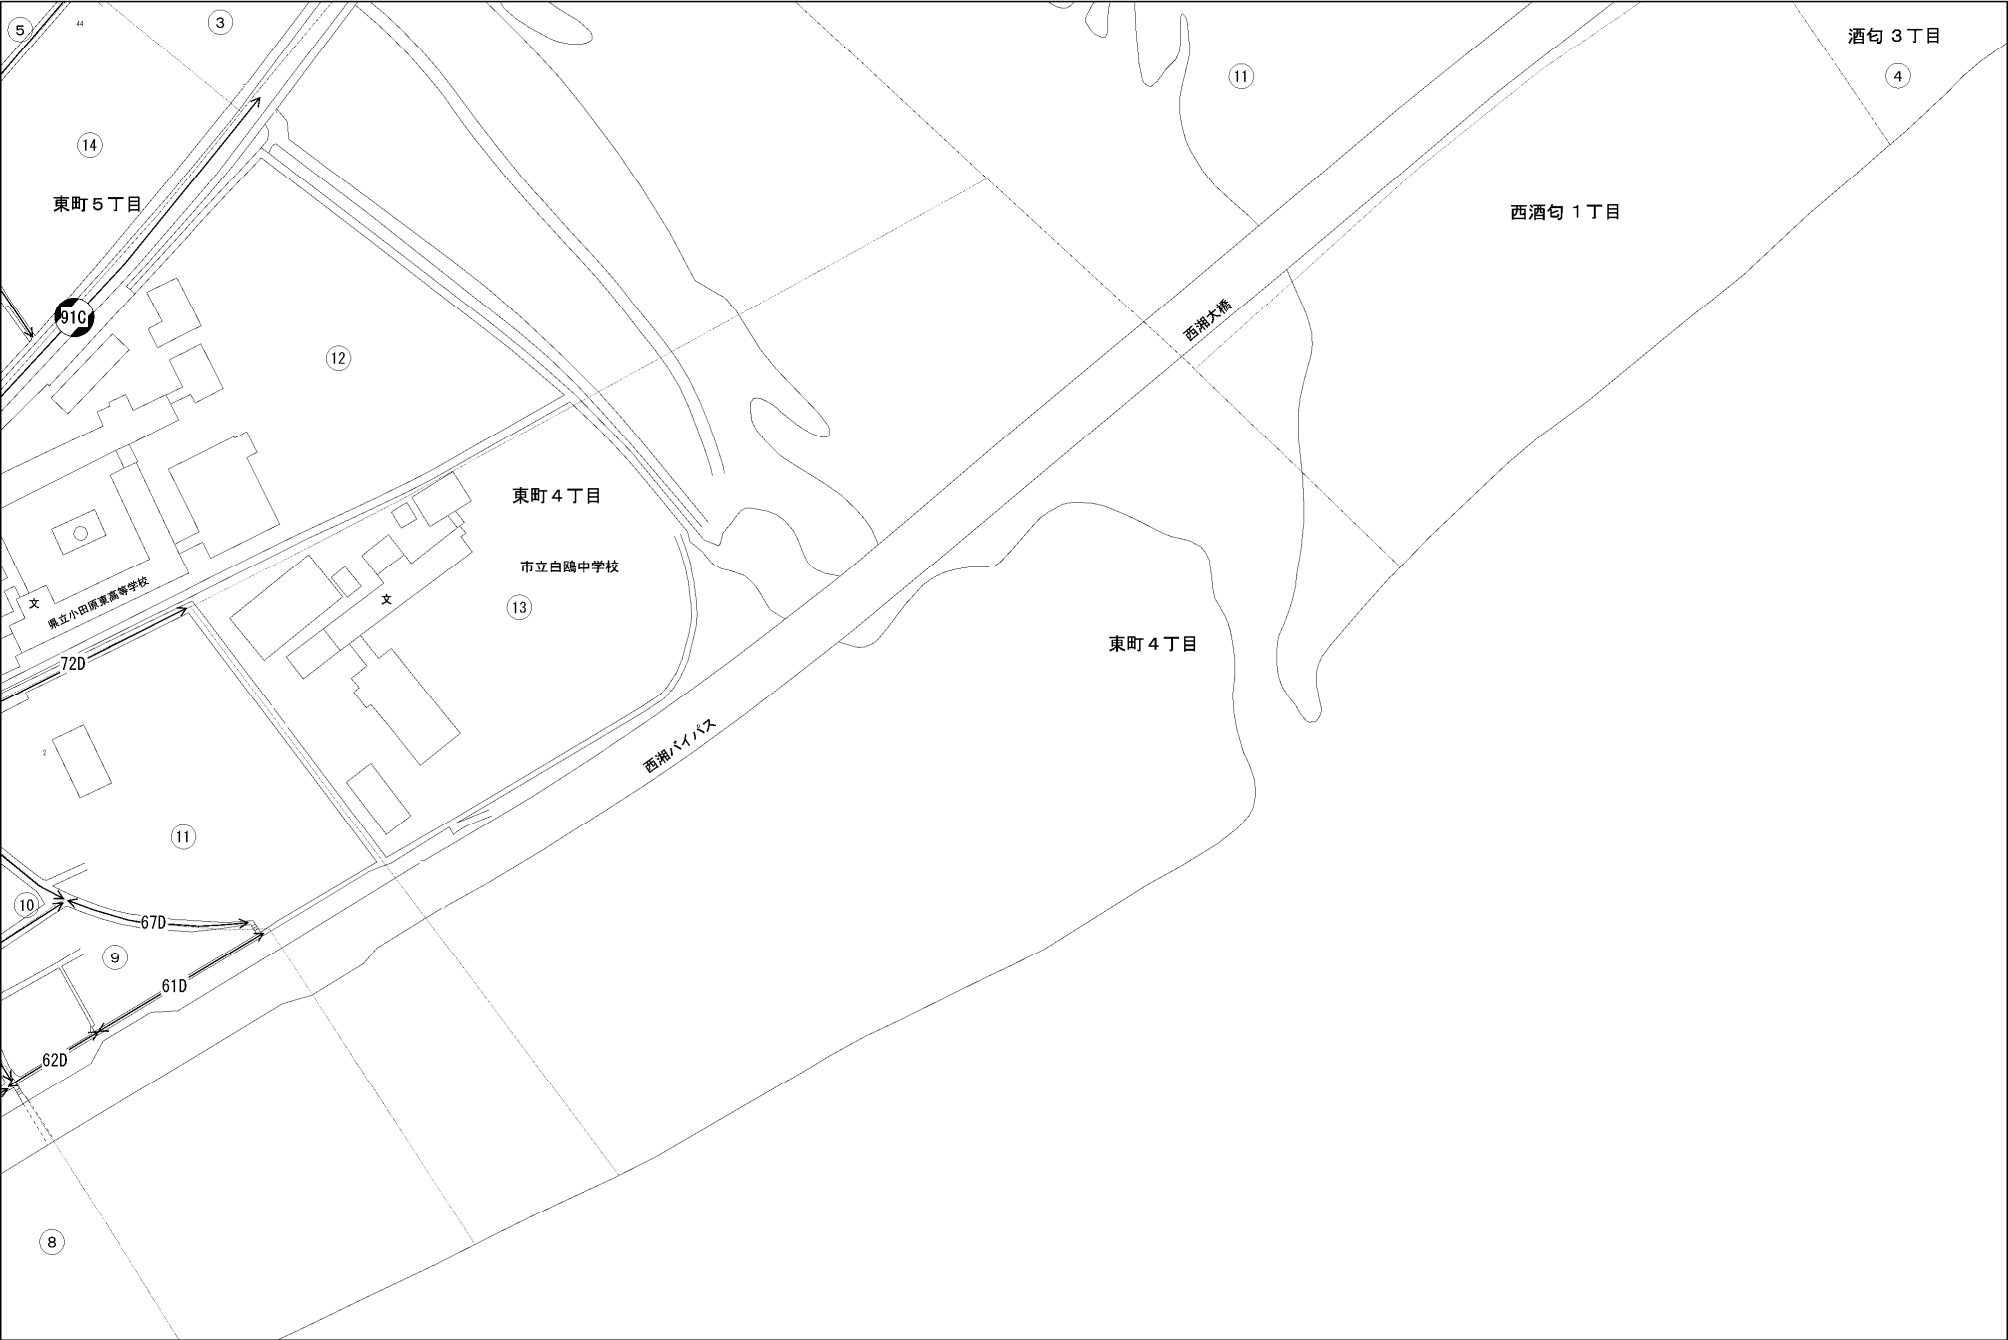 5
44
3
11
酒匂３丁目
4
14
東町５丁目
西酒匂１丁目
91C
西湘大橋
12
東町４丁目
市立白鴎中学校
文
13
文
県立小田原東高等学校
東町４丁目
72D
西湘バイパス
2
11
10
67D
9
61D
62D
8